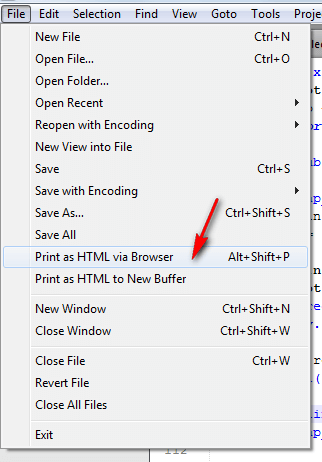 File Edit Selection Find View Goto Tools Proje
New File Ctrl+N
Open File... Ctrl+O
Open Folder...
Open Recent
Reopen with Encoding
New View into File
Save Ctrl+S
Save with Encoding
Save As... Ctrl+Shift+S
Save All
Print as HTML via Browser Alt+Shift+P
Print as HTML to New Buffer
New Window Ctrl+Shift+N
Close Window Ctrl+Shift+W
Close File Ctrl+W
Revert File
Close All Files
Exit
112